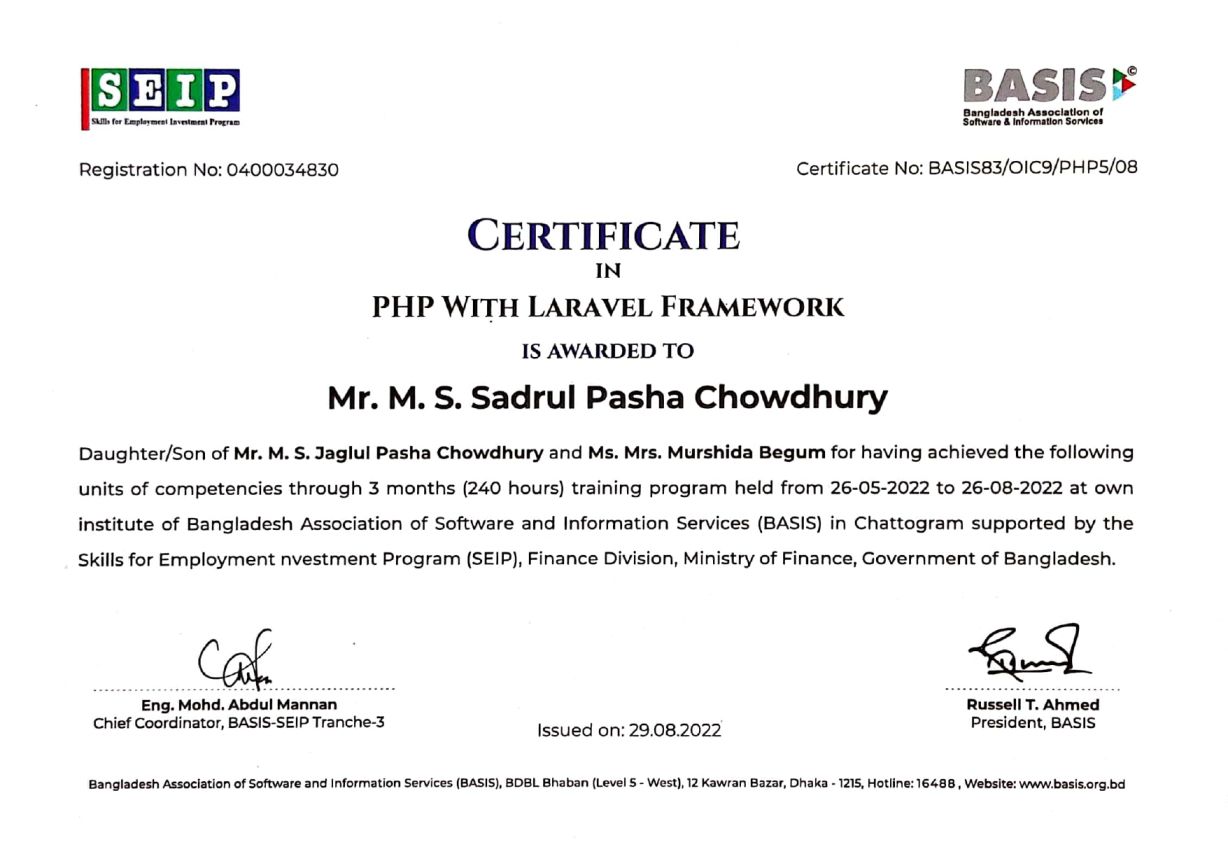 SEIP
Skills for Employment Investment Program
BASIS ©
Bangladesh Association of
Software & Information Services
Registration No: 0400034830
Certificate No: BASIS83/OIC9/PHP5/08
CERTIFICATE
IN
PHP WITH LARAVEL FRAMEWORK
IS AWARDED TO
Mr. M. S. Sadrul Pasha Chowdhury
Daughter/Son of Mr. M. S. Jaglul Pasha Chowdhury and Ms. Mrs. Murshida Begum for having achieved the following
units of competencies through 3 months (240 hours) training program held from 26-05-2022 to 26-08-2022 at own
institute of Bangladesh Association of Software and Information Services (BASIS) in Chattogram supported by the
Skills for Employment nvestment Program (SEIP), Finance Division, Ministry of Finance, Government of Bangladesh.
Eng. Mohd. Abdul Mannan
Chief Coordinator, BASIS-SEIP Tranche-3
Issued on: 29.08.2022
Russell T. Ahmed
President, BASIS
Bangladesh Association of Software and Information Services (BASIS), BDBL Bhaban (Level 5 - West), 12 Kawran Bazar, Dhaka - 1215, Hotline: 16488 , Website: www.basis.org.bd